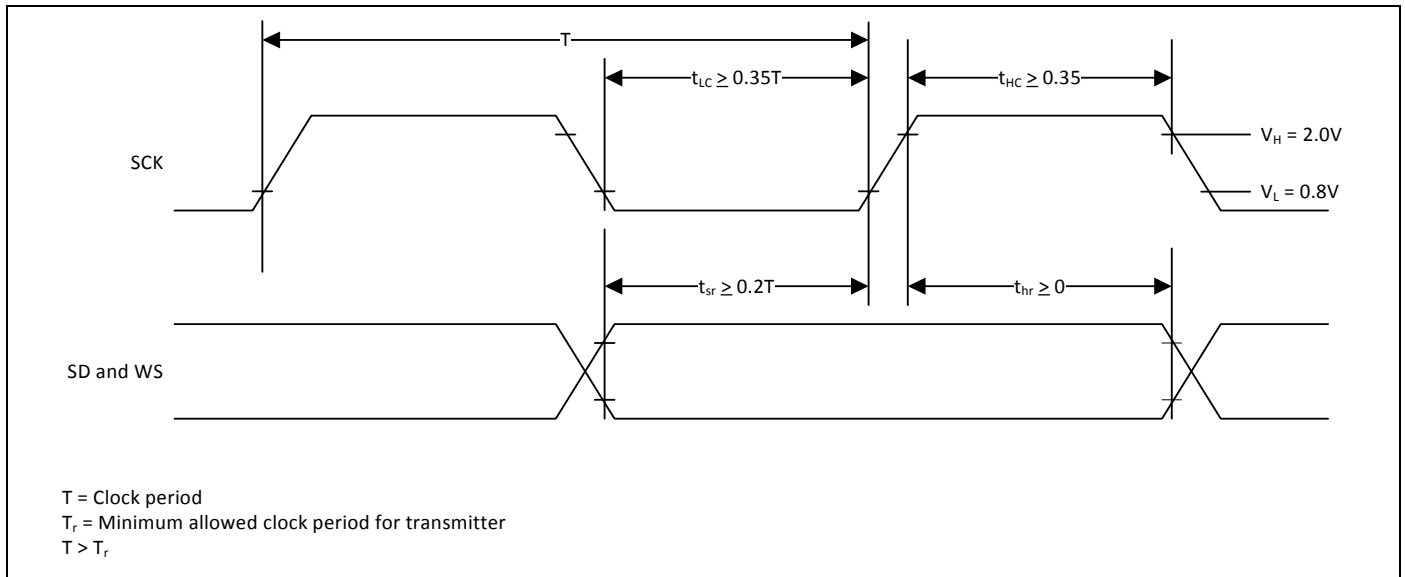 T
t_LC ≥ 0.35T
t_HC ≥ 0.35
SCK
V_H = 2.0V
V_L = 0.8V
t_sr ≥ 0.2T
t_hr ≥ 0
SD and WS
T = Clock period
T_r = Minimum allowed clock period for transmitter
T > T_r